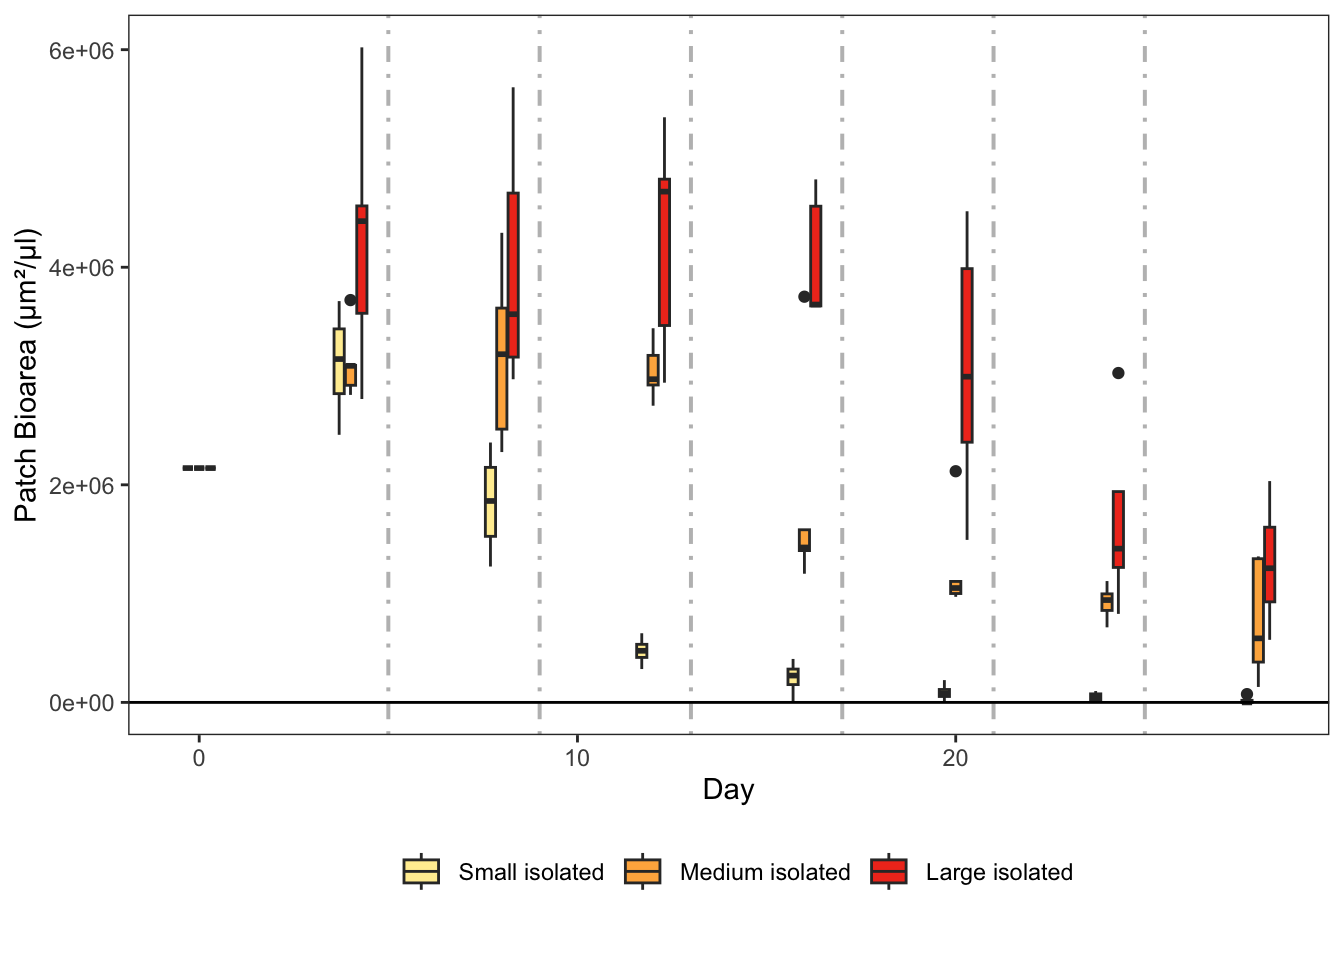 6e+06
4e+06
2e+06
0e+00
Patch Bioarea (µm²/µl)
0 10 20
Day
Small isolated Medium isolated Large isolated